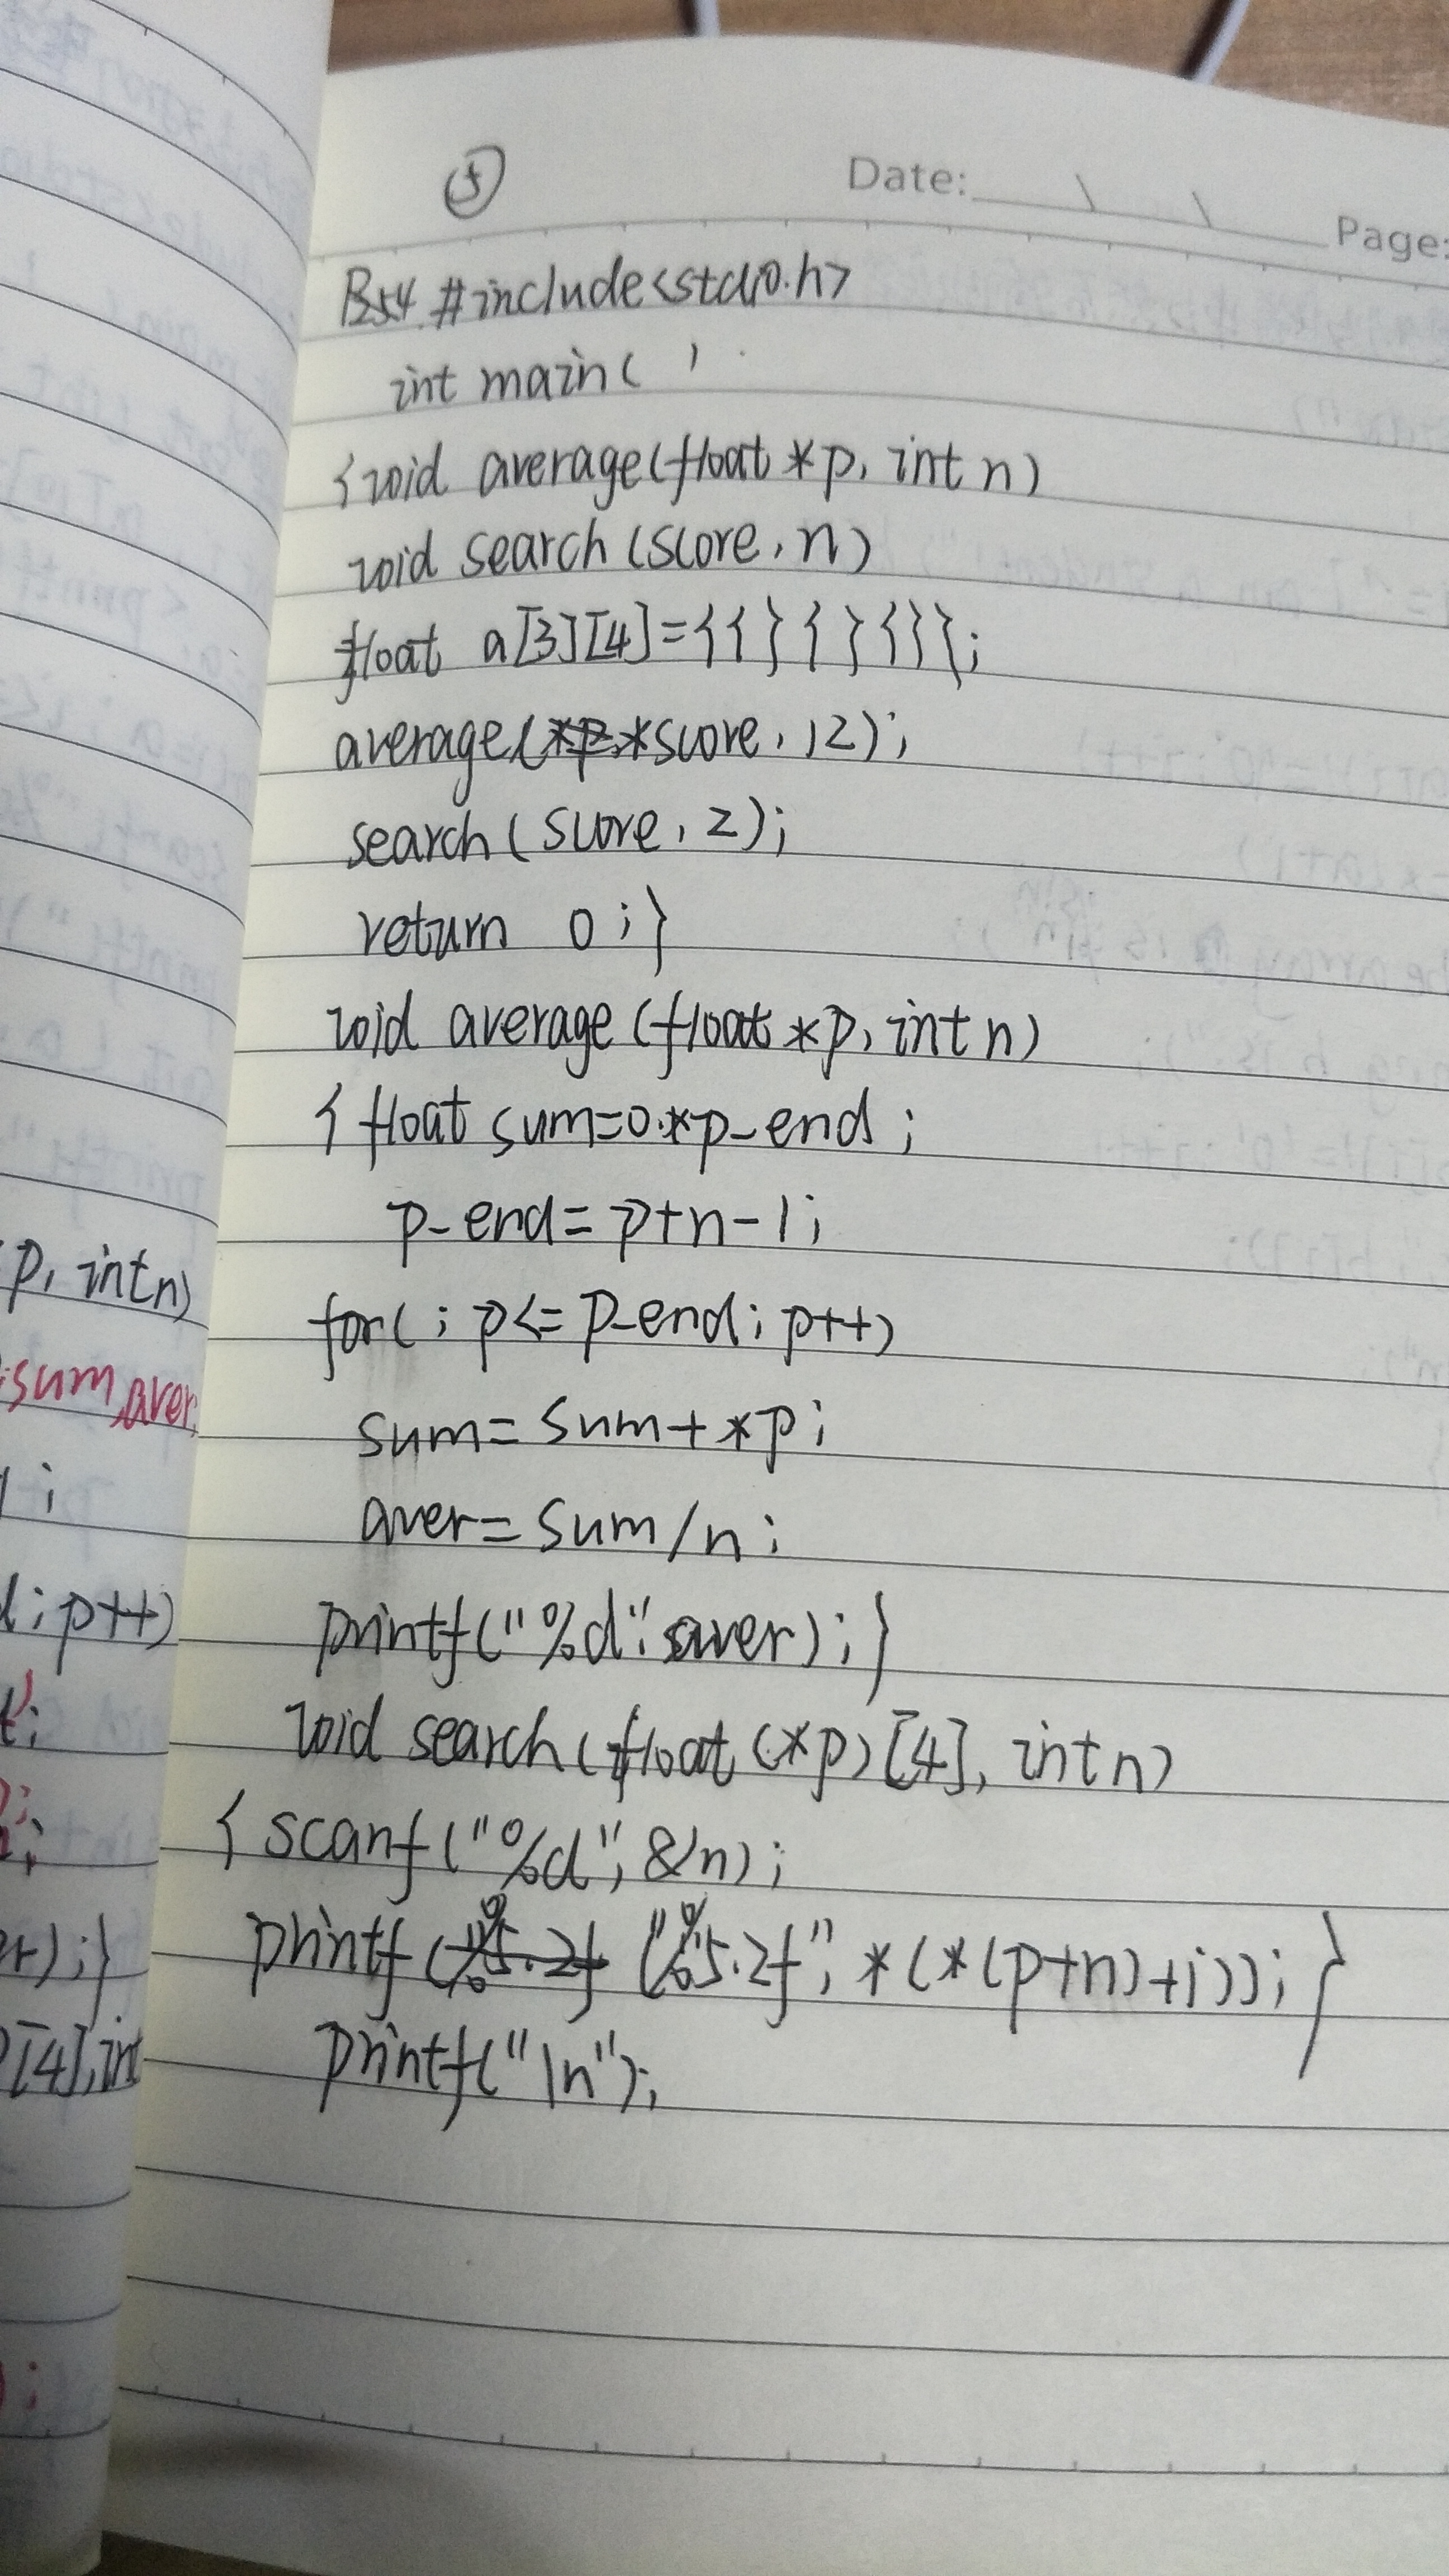 p, int n)
sum, aver
;
; p++)
;
r);}
[4], int
⑤
Date:
Page:
P254 #include<stdio.h>
int main( )
{void average(float *p, int n)
void search (score, n)
float a[3][4]={{ } { } { }};
average(*score, 12);
search (score, 2);
return 0;}
void average (float *p, int n)
{ float sum=0.*p_end ;
p_end = p+n-1;
for( ; p<= p_end; p++)
sum= sum+*p;
aver= sum/n;
printf("%d", aver);}
void search (float (*p)[4], int n)
{ scanf ("%d", &n);
printf ("%5.2f", *(*(p+n)+i)); }
printf("\n");